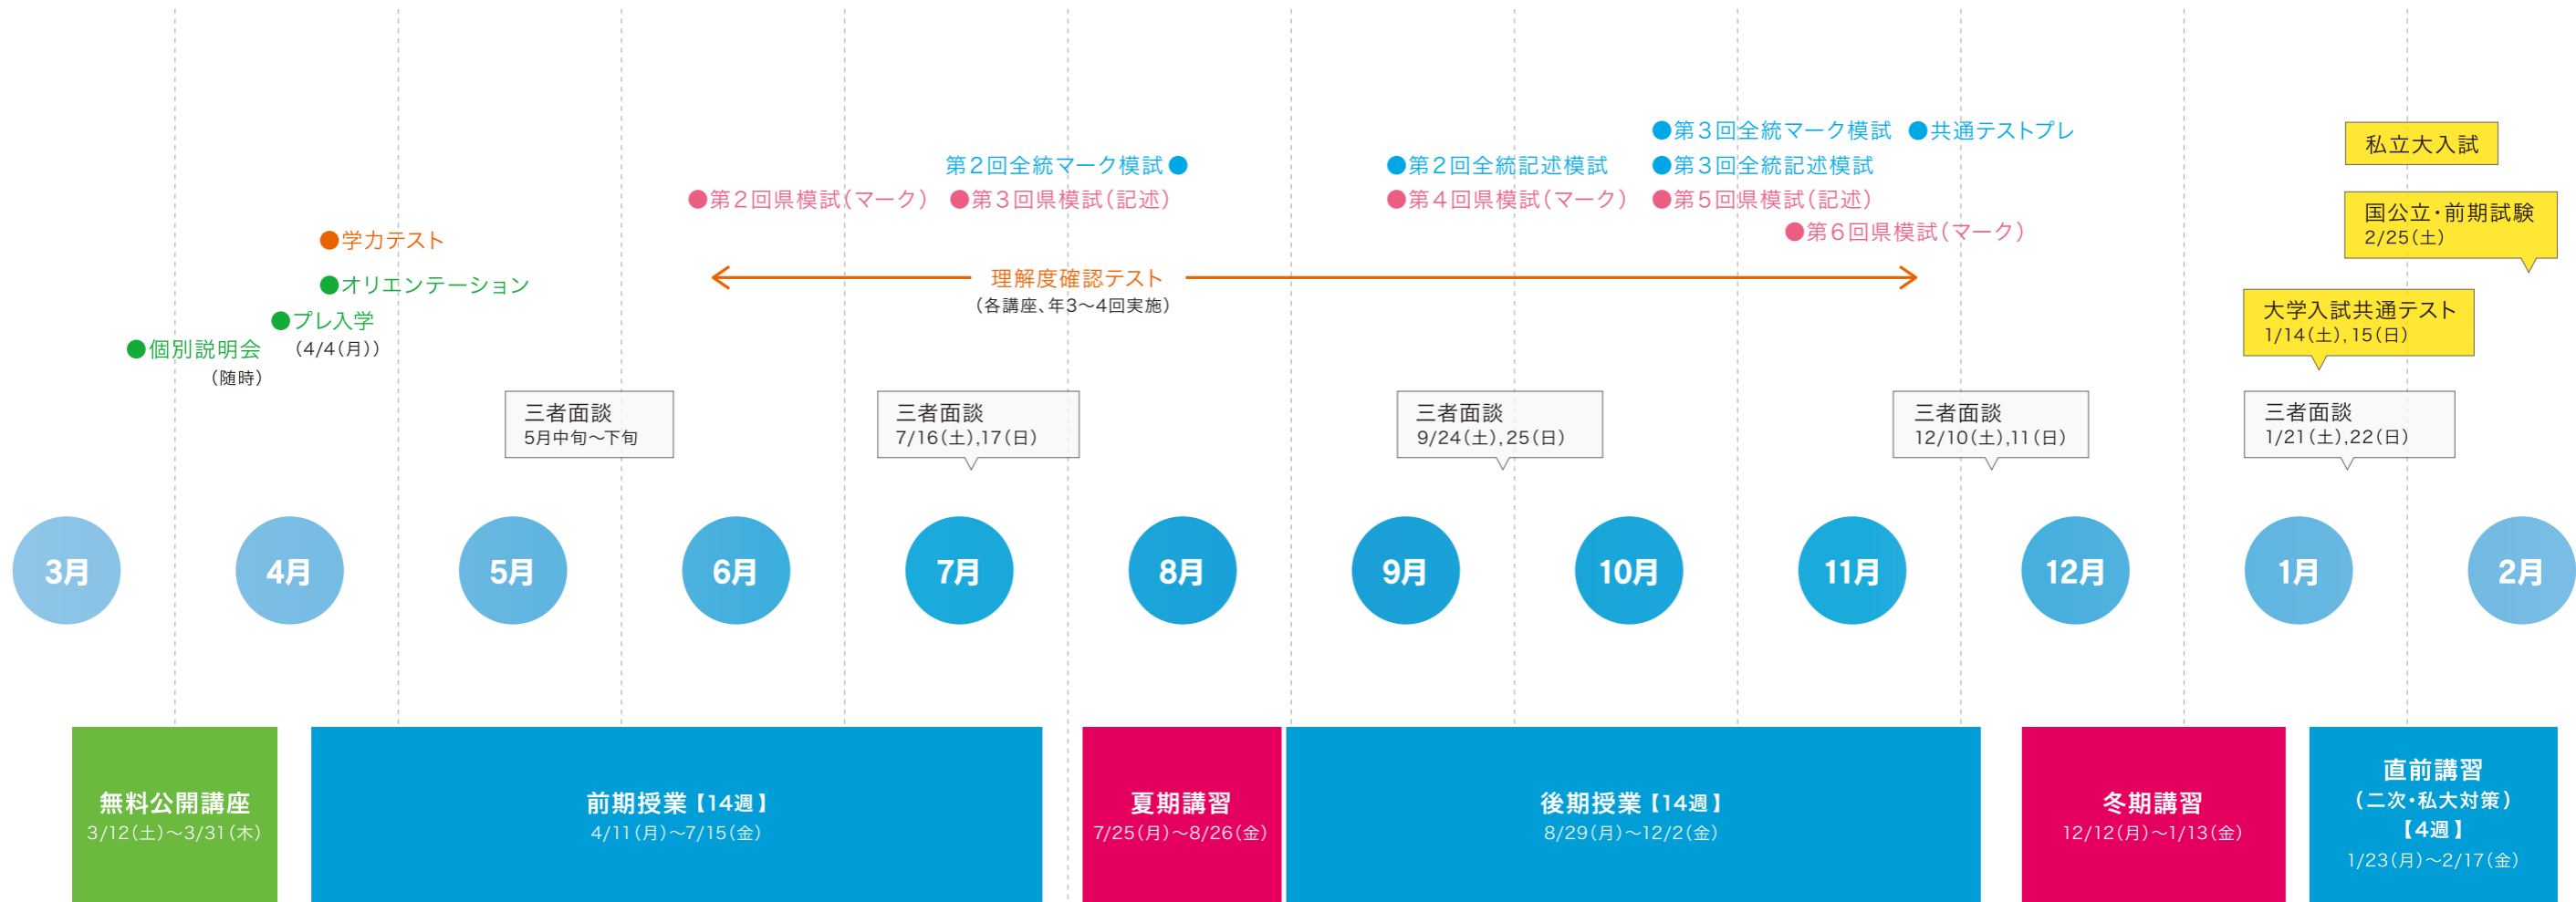 ●第3回全統マーク模試
●共通テストプレ
私立大入試
第2回全統マーク模試●
●第2回全統記述模試
●第3回全統記述模試
●第2回県模試(マーク)
●第3回県模試(記述)
●第4回県模試(マーク)
●第5回県模試(記述)
国公立・前期試験
2/25(土)
●第6回県模試(マーク)
●学力テスト
●オリエンテーション
理解度確認テスト
(各講座、年3〜4回実施)
●プレ入学
(4/4(月))
●個別説明会
(随時)
大学入試共通テスト
1/14(土),15(日)
三者面談
5月中旬〜下旬
三者面談
7/16(土),17(日)
三者面談
9/24(土),25(日)
三者面談
12/10(土),11(日)
三者面談
1/21(土),22(日)
3月
4月
5月
6月
7月
8月
9月
10月
11月
12月
1月
2月
無料公開講座
3/12(土)〜3/31(木)
前期授業【14週】
4/11(月)〜7/15(金)
夏期講習
7/25(月)〜8/26(金)
後期授業【14週】
8/29(月)〜12/2(金)
冬期講習
12/12(月)〜1/13(金)
直前講習
(二次・私大対策)
【4週】
1/23(月)〜2/17(金)